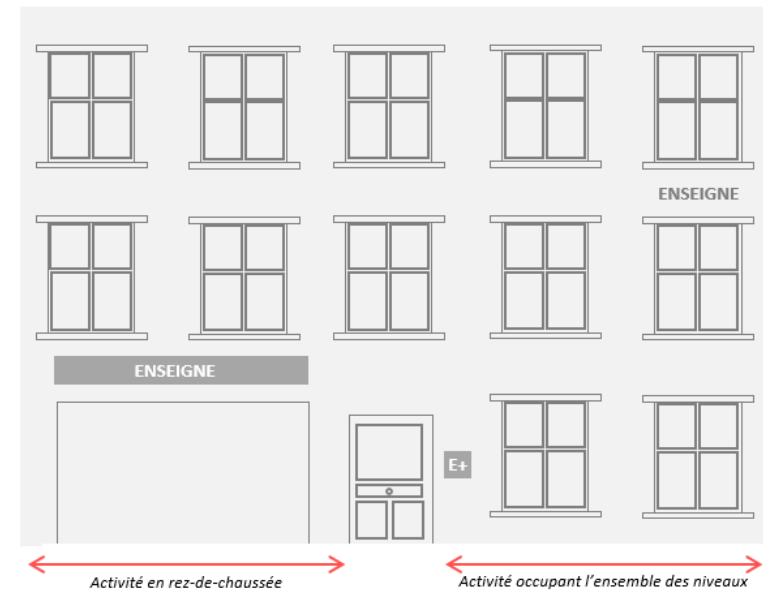 ENSEIGNE
ENSEIGNE
E+
Activité en rez-de-chaussée
Activité occupant l’ensemble des niveaux